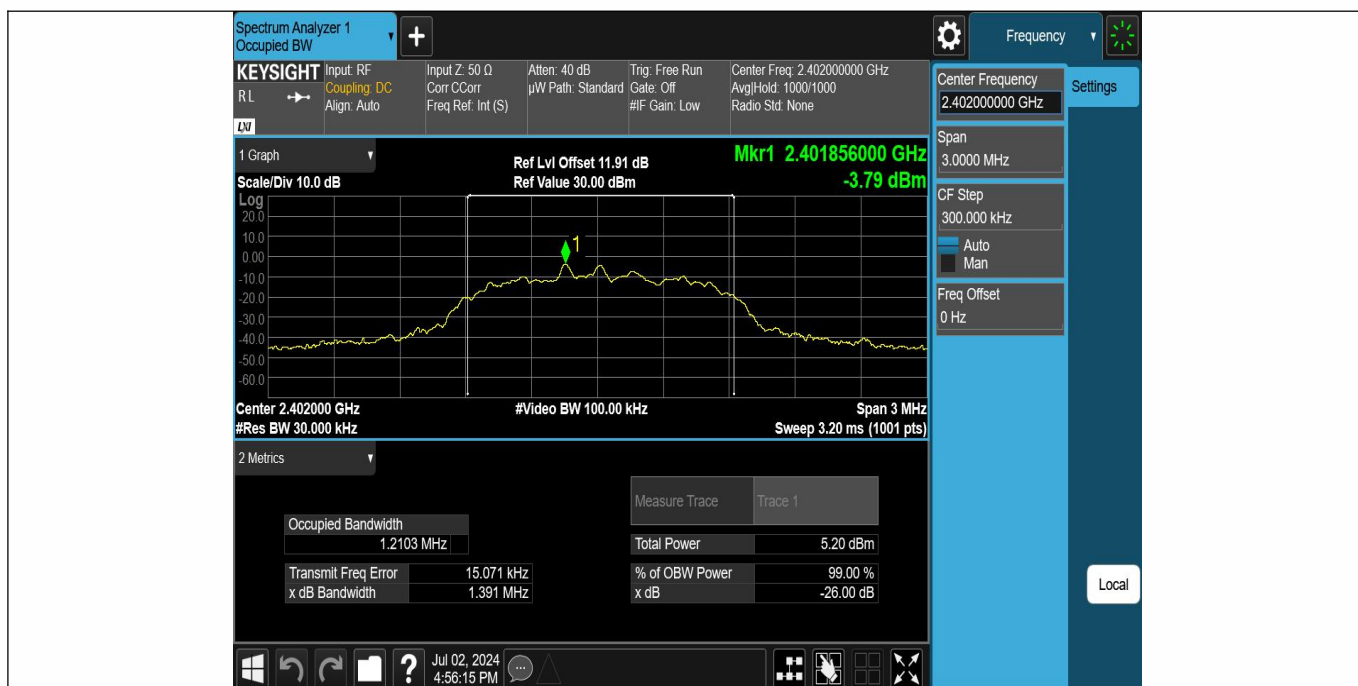 Spectrum Analyzer 1
Occupied BW
Frequency
KEYSIGHT
R L
LXI
Input: RF
Coupling: DC
Align: Auto
Input Z: 50 Ω
Corr CCorr
Freq Ref: Int (S)
Atten: 40 dB
µW Path: Standard
Trig: Free Run
Gate: Off
#IF Gain: Low
Center Freq: 2.402000000 GHz
Avg|Hold: 1000/1000
Radio Std: None
Center Frequency
2.402000000 GHz
Settings
Span
3.0000 MHz
CF Step
300.000 kHz
Auto
Man
Freq Offset
0 Hz
Local
1 Graph
Scale/Div 10.0 dB
Ref Lvl Offset 11.91 dB
Ref Value 30.00 dBm
Mkr1 2.401856000 GHz
-3.79 dBm
Log
20.0
10.0
0.00
-10.0
-20.0
-30.0
-40.0
-50.0
-60.0
1
Center 2.402000 GHz
#Video BW 100.00 kHz
Span 3 MHz
#Res BW 30.000 kHz
Sweep 3.20 ms (1001 pts)
2 Metrics
Measure Trace
Trace 1
Occupied Bandwidth
1.2103 MHz
Total Power
5.20 dBm
Transmit Freq Error
15.071 kHz
% of OBW Power
99.00 %
x dB Bandwidth
1.391 MHz
x dB
-26.00 dB
?
Jul 02, 2024
4:56:15 PM